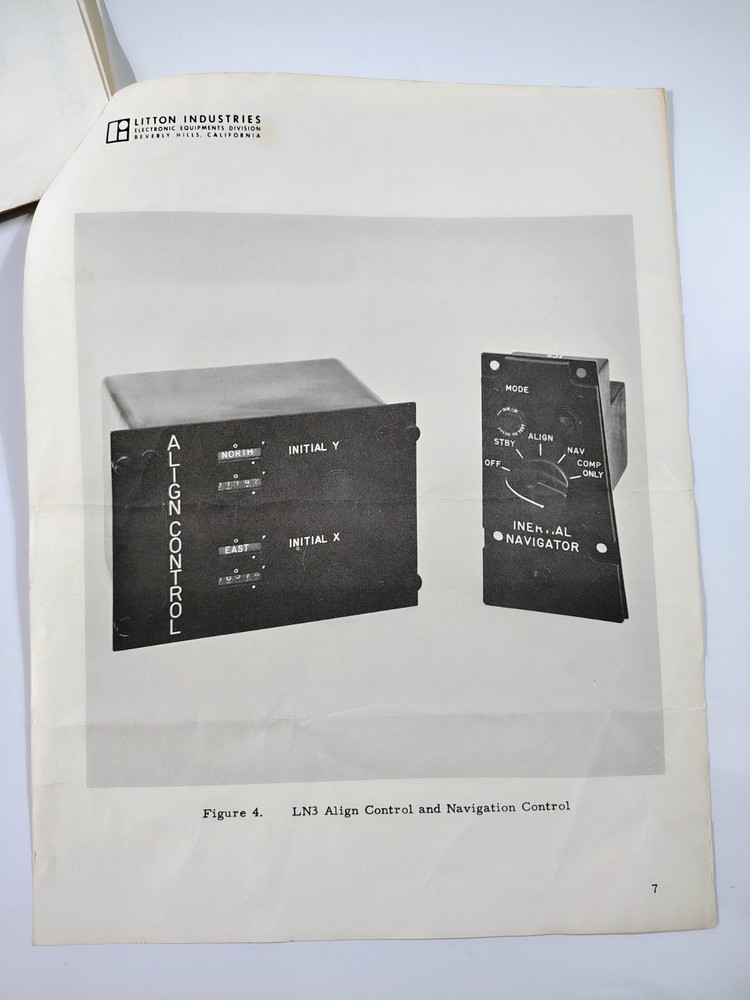 LITTON INDUSTRIES
ELECTRONIC EQUIPMENTS DIVISION
BEVERLY HILLS, CALIFORNIA
ALIGN CONTROL
NORTH
INITIAL Y
EAST
INITIAL X
MODE
STBY
ALIGN
NAV
OFF
COMP
ONLY
NAVIGATOR
Figure 4. LN3 Align Control and Navigation Control
7